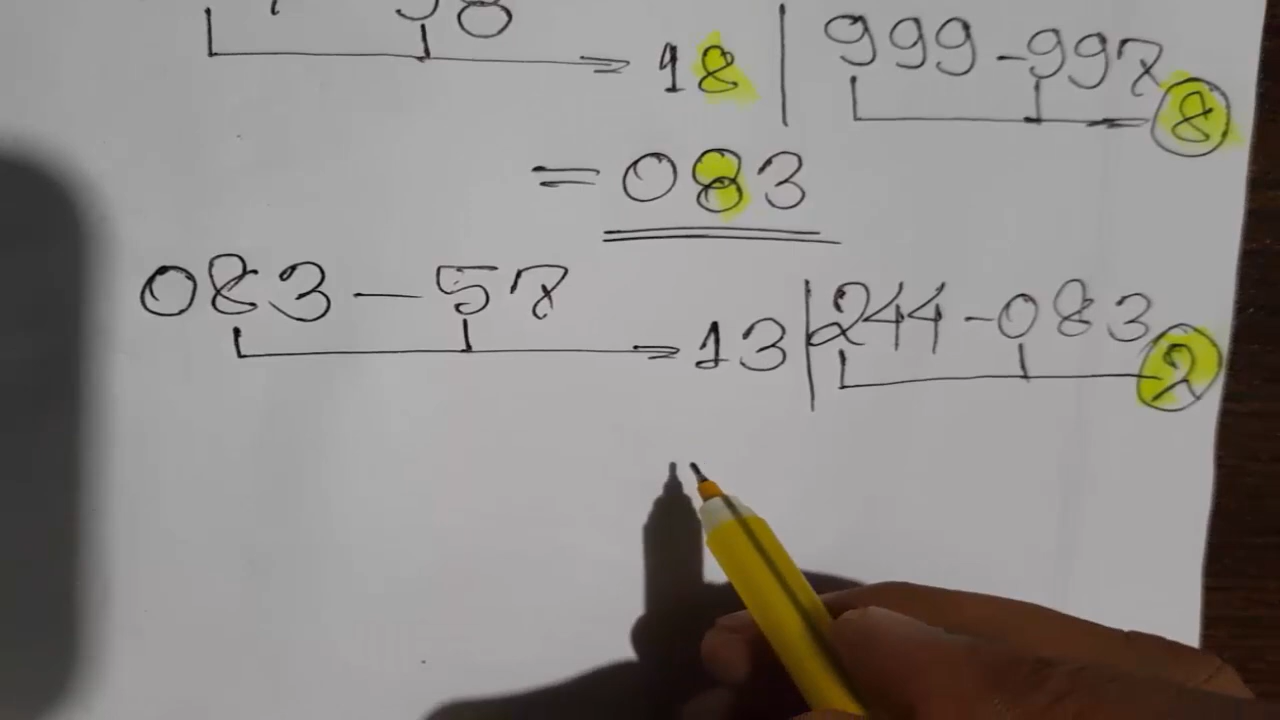 18 | 999-997 8
= 083
083-57
13 | 244-083 2